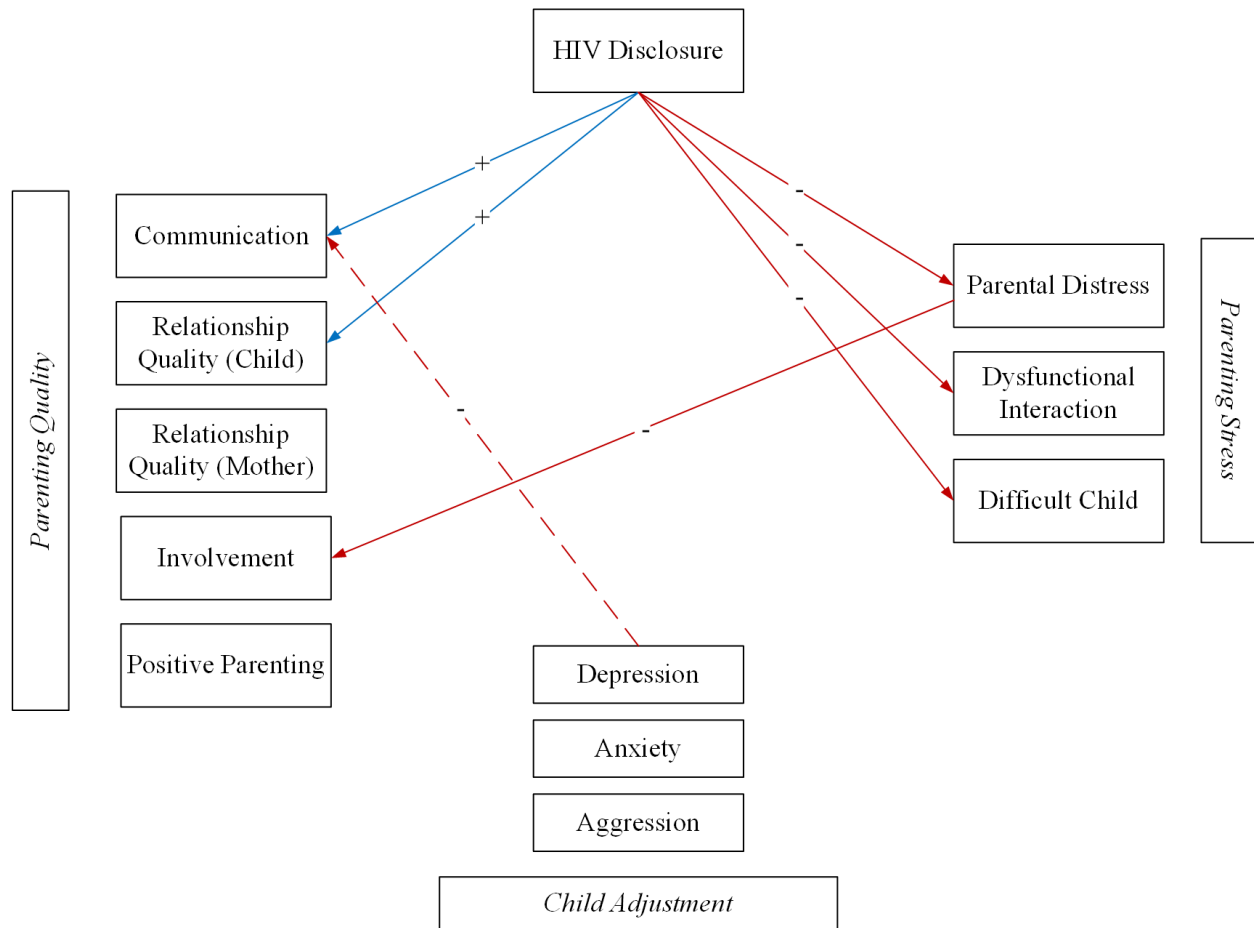 HIV Disclosure
+
+
-
-
-
Parenting Quality
Communication
Relationship
Quality (Child)
Relationship
Quality (Mother)
Involvement
Positive Parenting
-
-
Parental Distress
Dysfunctional
Interaction
Difficult Child
Parenting Stress
Depression
Anxiety
Aggression
Child Adjustment